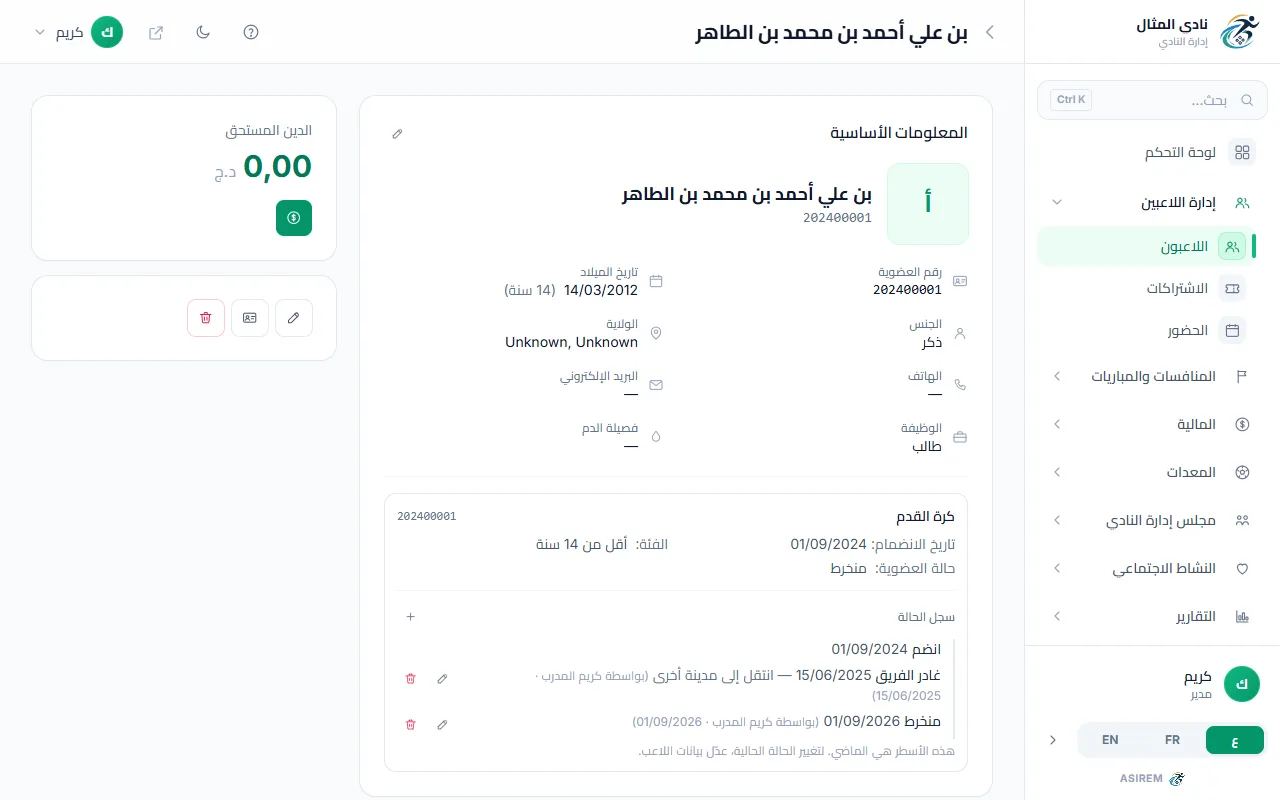 نادي المثال
إدارة النادي
بحث...
Ctrl K
لوحة التحكم
إدارة اللاعبين
اللاعبون
الاشتراكات
الحضور
المنافسات والمباريات
المالية
المعدات
مجلس إدارة النادي
النشاط الاجتماعي
التقارير
ك
كريم
مدير
ع
FR
EN
ASIREM
بن علي أحمد بن محمد بن الطاهر
ك
كريم
المعلومات الأساسية
أ
بن علي أحمد بن محمد بن الطاهر
202400001
رقم العضوية
202400001
تاريخ الميلاد
14/03/2012 (14 سنة)
الجنس
ذكر
الولاية
Unknown, Unknown
الهاتف
—
البريد الإلكتروني
—
الوظيفة
طالب
فصيلة الدم
—
كرة القدم
202400001
تاريخ الانضمام: 01/09/2024
الفئة: أقل من 14 سنة
حالة العضوية: منخرط
سجل الحالة
انضم 01/09/2024
غادر الفريق 15/06/2025 — انتقل إلى مدينة أخرى (بواسطة كريم المدرب ·
15/06/2025)
منخرط 01/09/2026 (بواسطة كريم المدرب · 01/09/2026)
هذه الأسطر هي الماضي. لتغيير الحالة الحالية، عدّل بيانات اللاعب.
الدين المستحق
0,00 د.ج